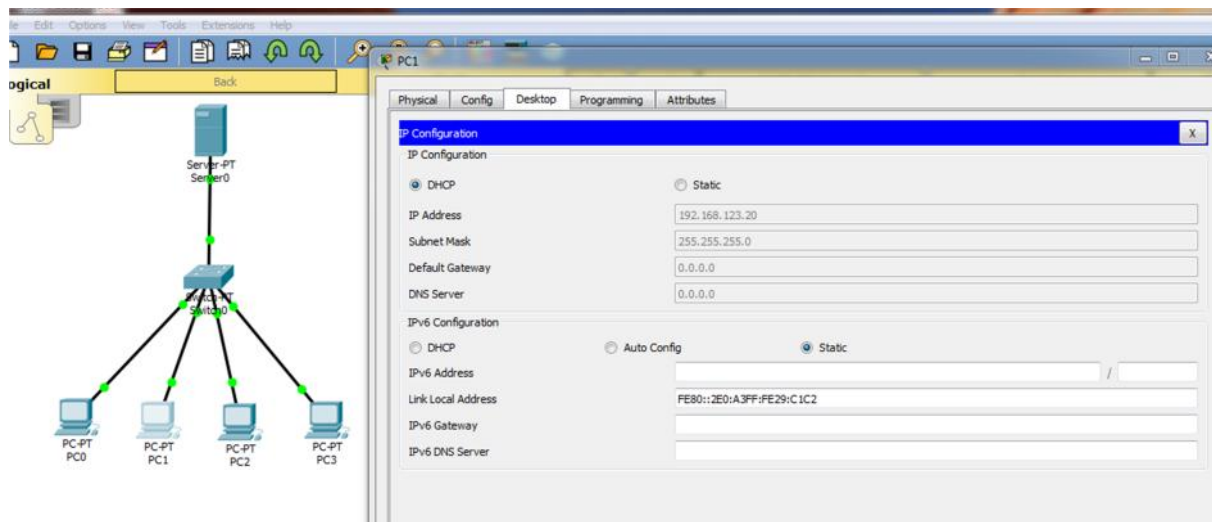 Edit Options View Tools Extensions Help
Back
PC1
Physical Config Desktop Programming Attributes
IP Configuration
X
IP Configuration
DHCP
Static
IP Address
192.168.123.20
Subnet Mask
255.255.255.0
Default Gateway
0.0.0.0
DNS Server
0.0.0.0
IPv6 Configuration
DHCP
Auto Config
Static
IPv6 Address
/
Link Local Address
FE80::2E0:A3FF:FE29:C1C2
IPv6 Gateway
IPv6 DNS Server
Server-PT
Server0
Switch-PT
Switch0
PC-PT
PC0
PC-PT
PC1
PC-PT
PC2
PC-PT
PC3